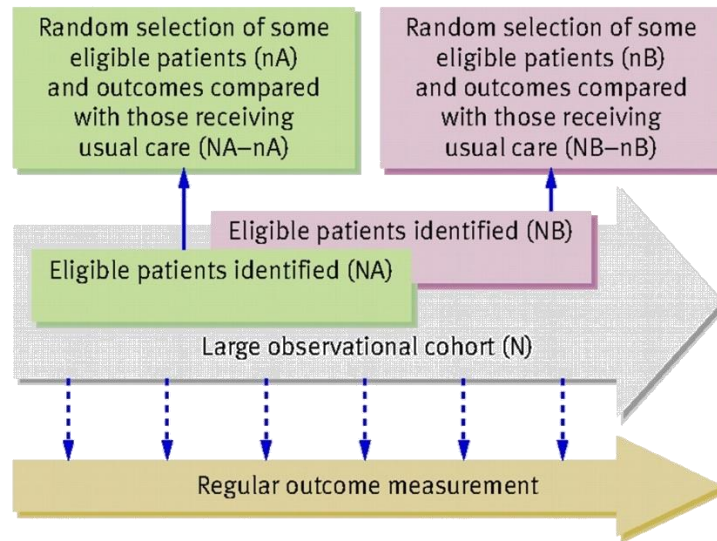 Random selection of some
eligible patients (nA)
and outcomes compared
with those receiving
usual care (NA–nA)
Random selection of some
eligible patients (nB)
and outcomes compared
with those receiving
usual care (NB–nB)
Eligible patients identified (NB)
Eligible patients identified (NA)
Large observational cohort (N)
Regular outcome measurement